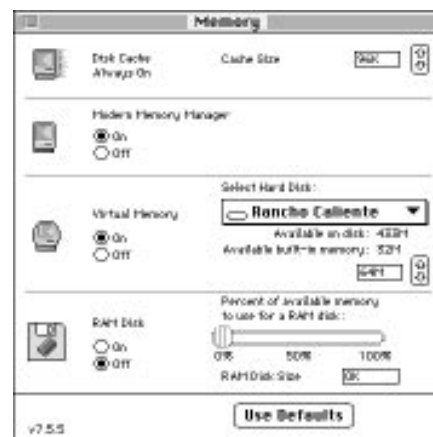 Memory
Disk Cache
Always On
Cache Size
96K
Modern Memory Manager
On
Off
Select Hard Disk:
Rancho Caliente
Virtual Memory
On
Off
Available on disk: 433M
Available built-in memory: 32M
64M
Percent of available memory
to use for a RAM disk:
RAM Disk
On
Off
0% 50% 100%
RAM Disk Size 0K
Use Defaults
v7.5.5